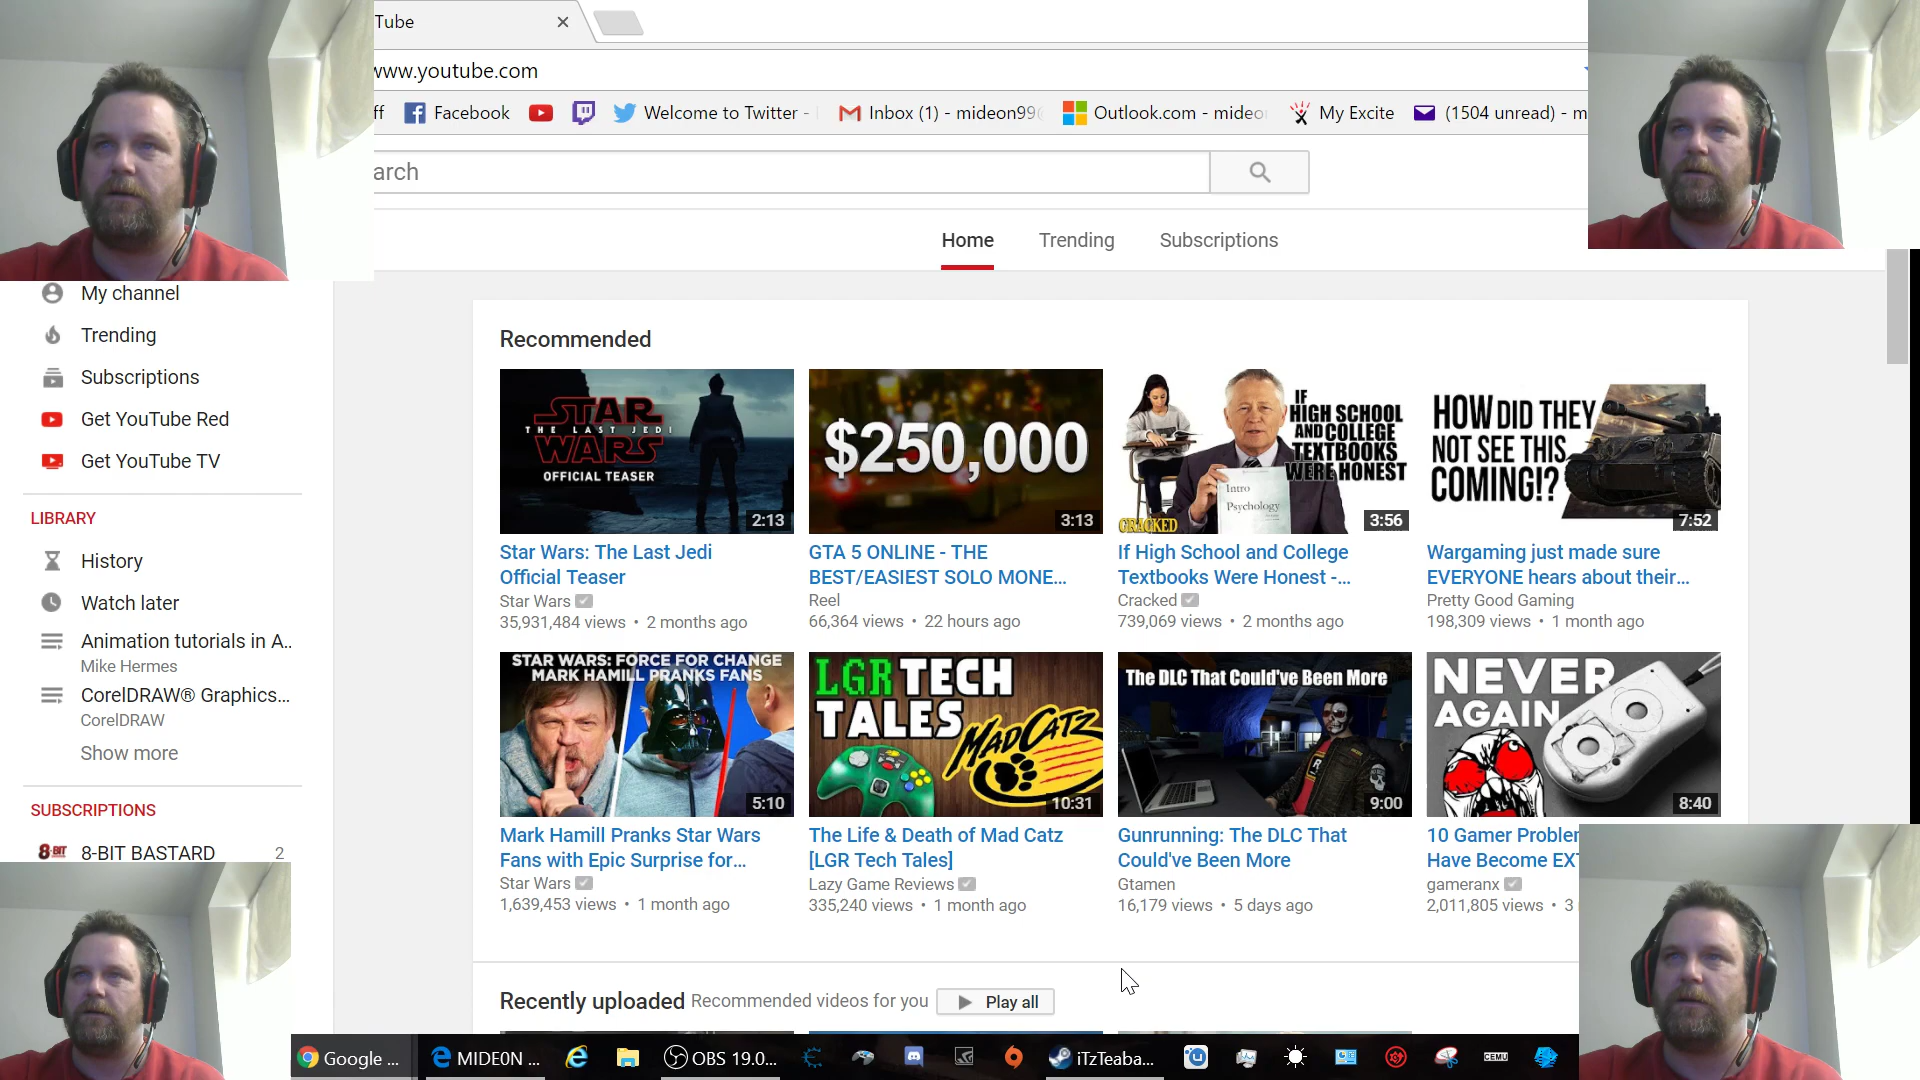 Tube
www.youtube.com
ff Facebook Welcome to Twitter - Inbox (1) - mideon99 Outlook.com - mideo My Excite (1504 unread) - m
arch
Home Trending Subscriptions
My channel
Trending
Subscriptions
Get YouTube Red
Get YouTube TV
LIBRARY
History
Watch later
Animation tutorials in A..
Mike Hermes
CorelDRAW® Graphics...
CorelDRAW
Show more
SUBSCRIPTIONS
8-BIT 8-BIT BASTARD 2
Recommended
STAR
THE LAST JEDI
WARS
OFFICIAL TEASER
2:13
Star Wars: The Last Jedi
Official Teaser
Star Wars
35,931,484 views • 2 months ago
$250,000
3:13
GTA 5 ONLINE - THE
BEST/EASIEST SOLO MONE...
Reel
66,364 views • 22 hours ago
IF
HIGH SCHOOL
AND COLLEGE
TEXTBOOKS
WERE HONEST
Intro
Psychology
CRACKED
3:56
If High School and College
Textbooks Were Honest -...
Cracked
739,069 views • 2 months ago
HOW DID THEY
NOT SEE THIS
COMING!?
7:52
Wargaming just made sure
EVERYONE hears about their...
Pretty Good Gaming
198,309 views • 1 month ago
STAR WARS: FORCE FOR CHANGE
MARK HAMILL PRANKS FANS
5:10
Mark Hamill Pranks Star Wars
Fans with Epic Surprise for...
Star Wars
1,639,453 views • 1 month ago
LGR TECH
TALES
MAD CATZ
10:31
The Life & Death of Mad Catz
[LGR Tech Tales]
Lazy Game Reviews
335,240 views • 1 month ago
The DLC That Could've Been More
9:00
Gunrunning: The DLC That
Could've Been More
Gtamen
16,179 views • 5 days ago
NEVER
AGAIN
8:40
10 Gamer Problem
Have Become EXT
gameranx
2,011,805 views • 3
Recently uploaded Recommended videos for you Play all
Google ... MIDE0N ... OBS 19.0... iTzTeaba... CEMU